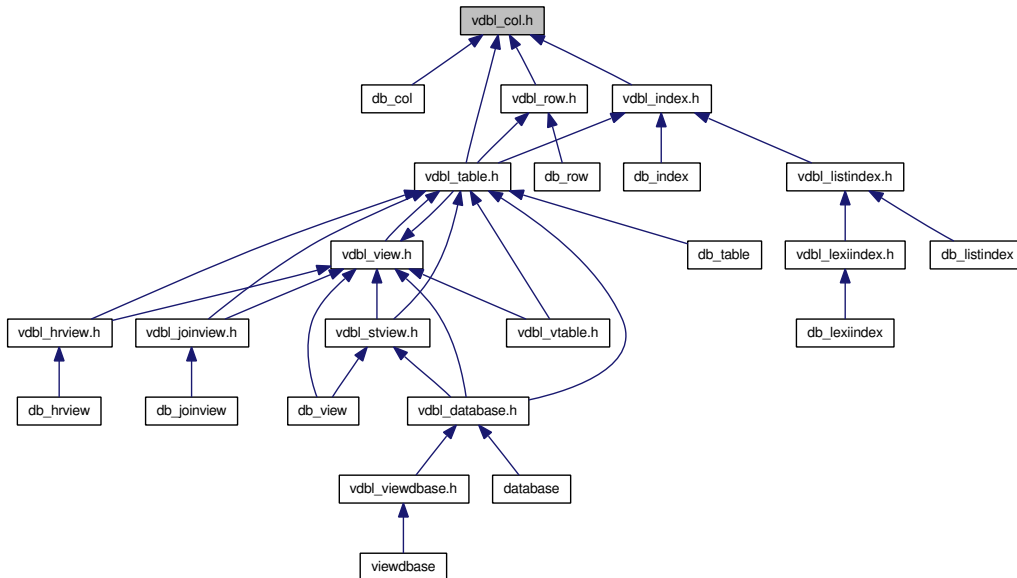 vdbl_col.h
db_col
vdbl_row.h
vdbl_index.h
vdbl_table.h
db_row
db_index
vdbl_listindex.h
vdbl_view.h
db_table
vdbl_lexiindex.h
db_listindex
vdbl_hrview.h
vdbl_joinview.h
vdbl_stview.h
vdbl_vtable.h
db_lexiindex
db_hrview
db_joinview
db_view
vdbl_database.h
vdbl_viewdbase.h
database
viewdbase